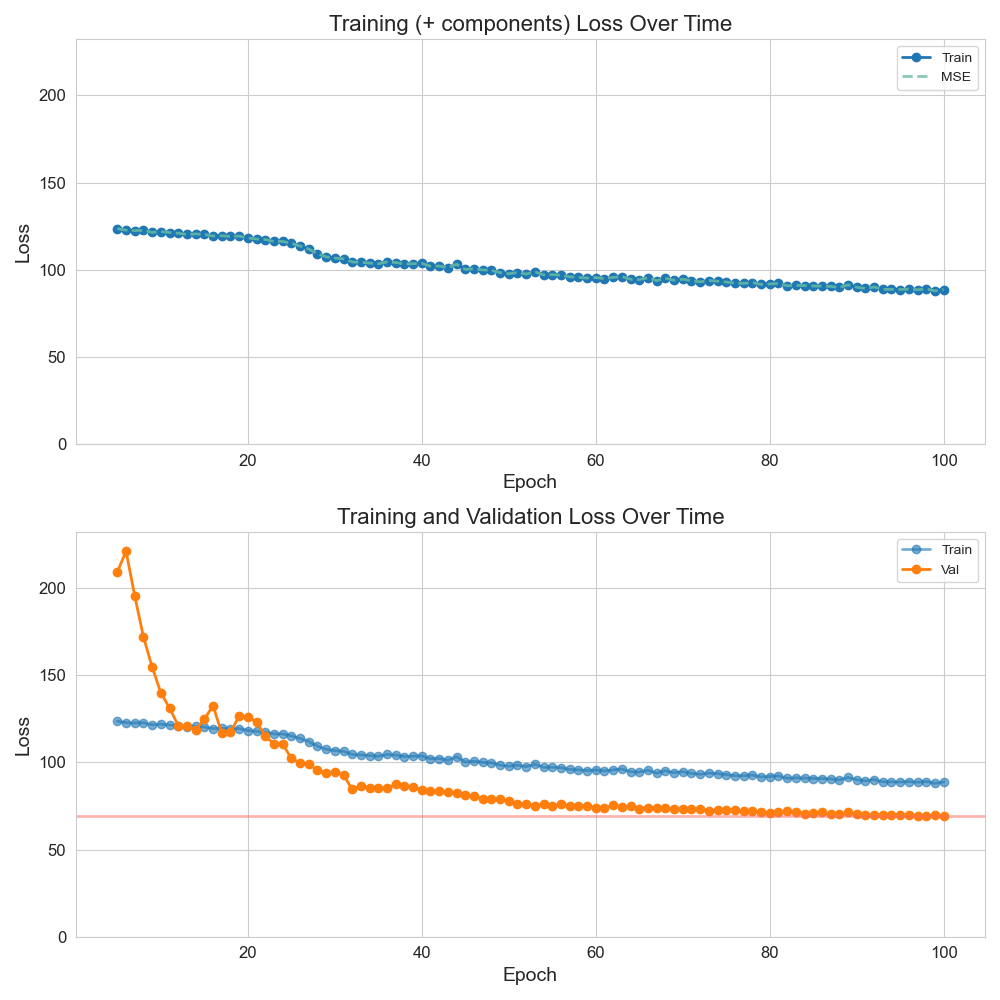 Training (+ components) Loss Over Time
Train
MSE
200
150
100
50
0
Loss
20 40 60 80 100
Epoch
Training and Validation Loss Over Time
Train
Val
200
150
100
50
0
Loss
20 40 60 80 100
Epoch